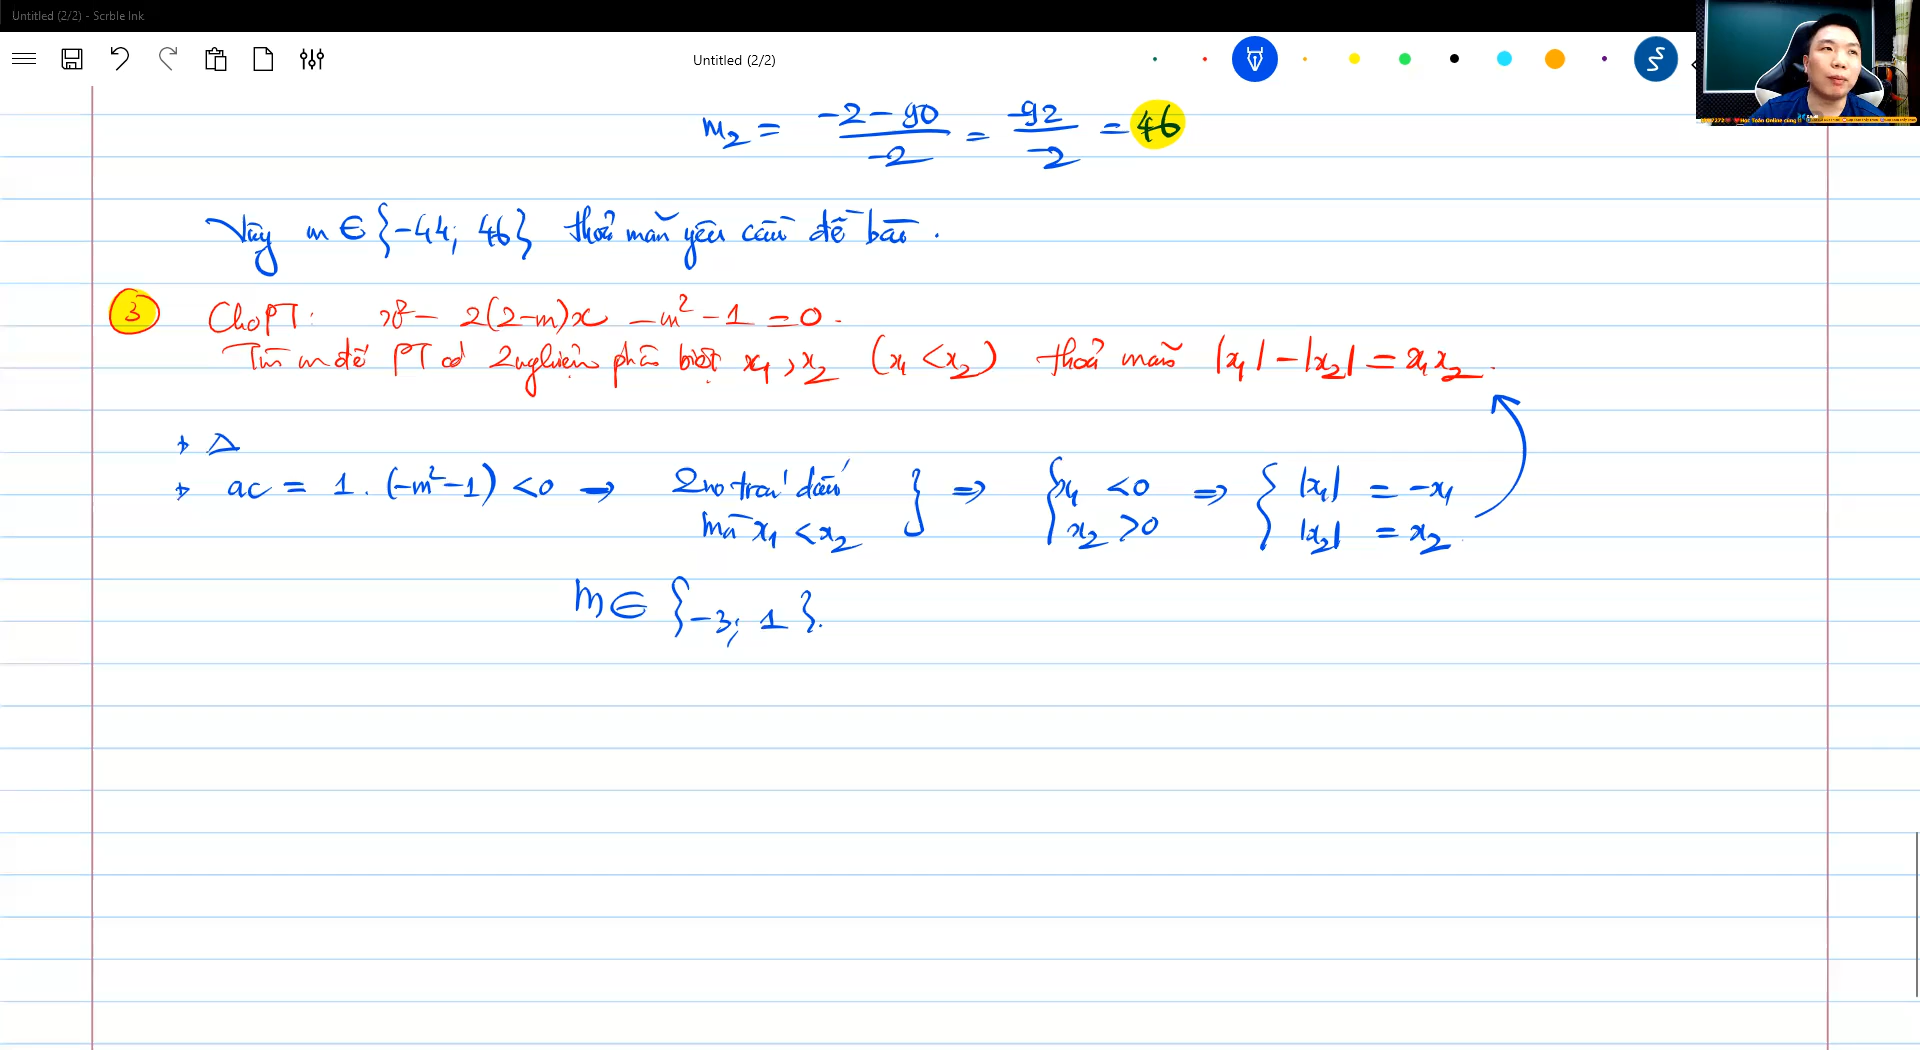 Untitled (2/2) - Scrble Ink
Untitled (2/2)
m₂ = (-2 - 90)/(-2) = (-92)/(-2) = 46
Vậy m ∈ {-44; 46} thoả mãn yêu cầu đề bài.
3 Cho PT: x² - 2(2-m)x - m² - 1 = 0.
Tìm m để PT có 2 nghiệm phân biệt x₁, x₂ (x₁ < x₂) thoả mãn |x₁| - |x₂| = x₁x₂.
+ Δ
+ ac = 1. (-m² - 1) < 0 → 2 no trái dấu } ⇒ { x₁ < 0 ⇒ { |x₁| = -x₁
mà x₁ < x₂ x₂ > 0 |x₂| = x₂
m ∈ {-3; 1}.